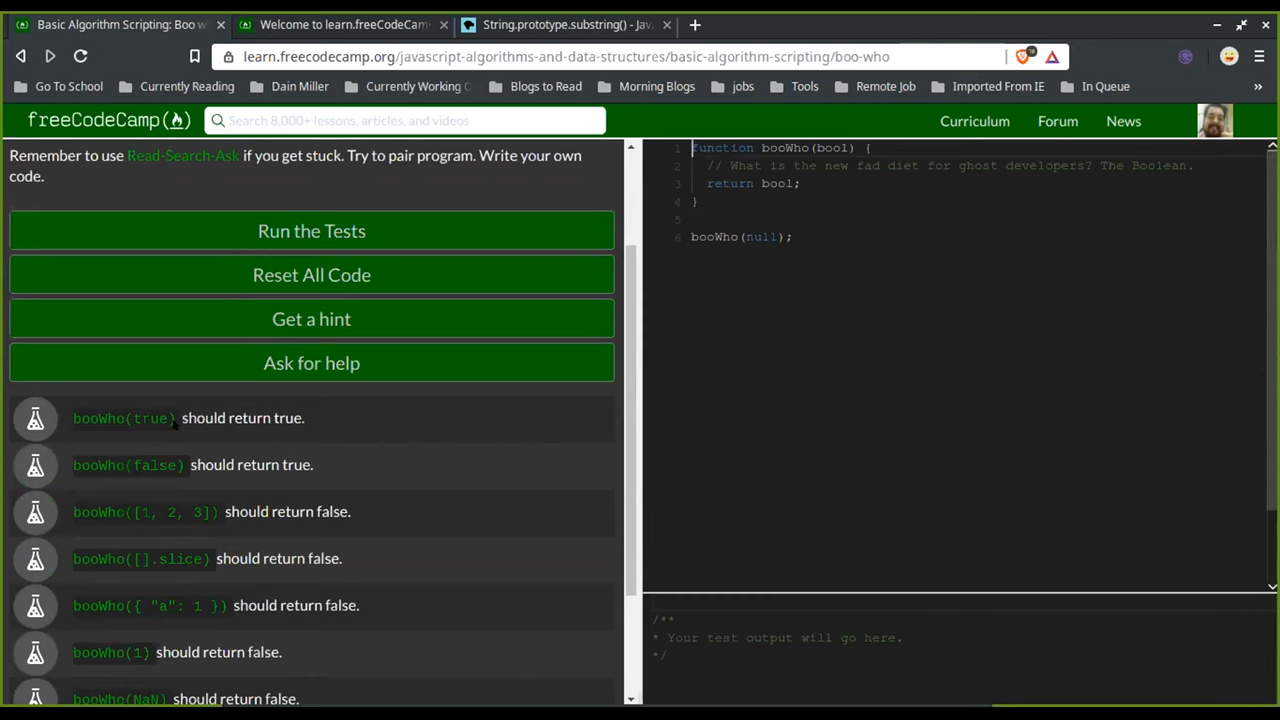 Basic Algorithm Scripting: Boo w
Welcome to learn.freeCodeCam
String.prototype.substring() - Jav
learn.freecodecamp.org/javascript-algorithms-and-data-structures/basic-algorithm-scripting/boo-who
Go To School
Currently Reading
Dain Miller
Currently Working O
Blogs to Read
Morning Blogs
jobs
Tools
Remote Job
Imported From IE
In Queue
»
freeCodeCamp
Search 8,000+ lessons, articles, and videos
Curriculum
Forum
News
Remember to use Read-Search-Ask if you get stuck. Try to pair program. Write your own
code.
Run the Tests
Reset All Code
Get a hint
Ask for help
booWho(true) should return true.
booWho(false) should return true.
booWho([1, 2, 3]) should return false.
booWho([].slice) should return false.
booWho({ "a": 1 }) should return false.
booWho(1) should return false.
booWho(NaN) should return false.
1 function booWho(bool) {
2 // What is the new fad diet for ghost developers? The Boolean.
3 return bool;
4 }
5
6 booWho(null);
/**
* Your test output will go here.
*/